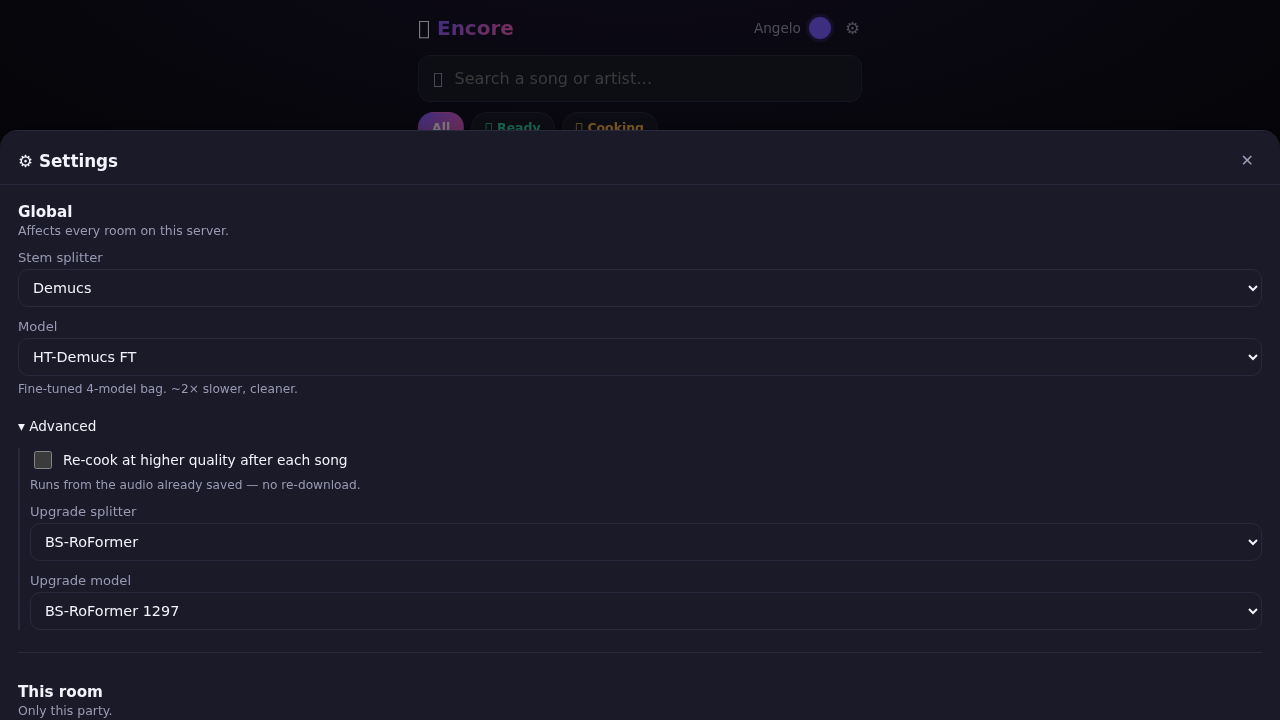 Encore
Angelo
⚙
Search a song or artist...
All
Ready
Cooking
⚙ Settings
×
Global
Affects every room on this server.
Stem splitter
Demucs
Model
HT-Demucs FT
Fine-tuned 4-model bag. ~2× slower, cleaner.
▾ Advanced
Re-cook at higher quality after each song
Runs from the audio already saved — no re-download.
Upgrade splitter
BS-RoFormer
Upgrade model
BS-RoFormer 1297
This room
Only this party.